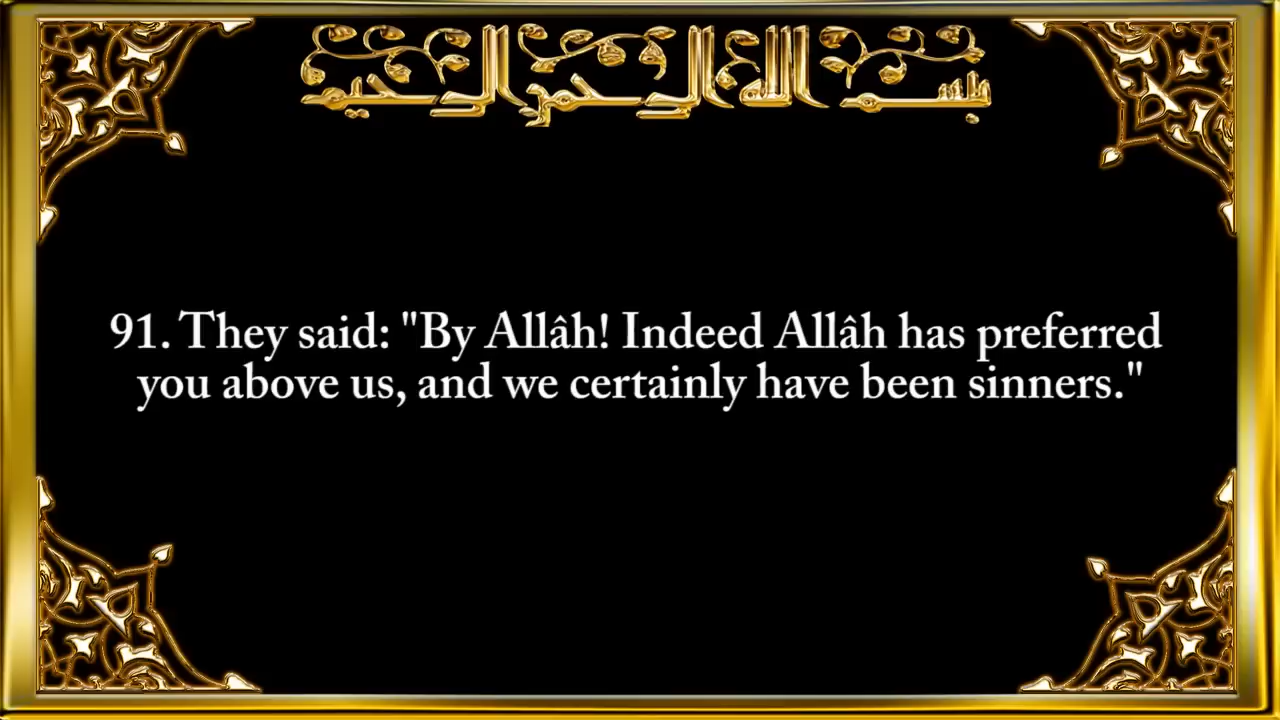 بسم الله الرحمن الرحيم
91. They said: "By Allâh! Indeed Allâh has preferred
you above us, and we certainly have been sinners."